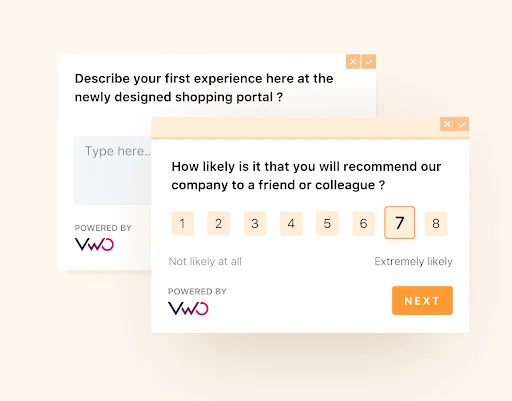 Describe your first experience here at the
newly designed shopping portal ?
Type here..
POWERED BY
VWO
How likely is it that you will recommend our
company to a friend or colleague ?
1 2 3 4 5 6 7 8
Not likely at all Extremely likely
POWERED BY
VWO
NEXT